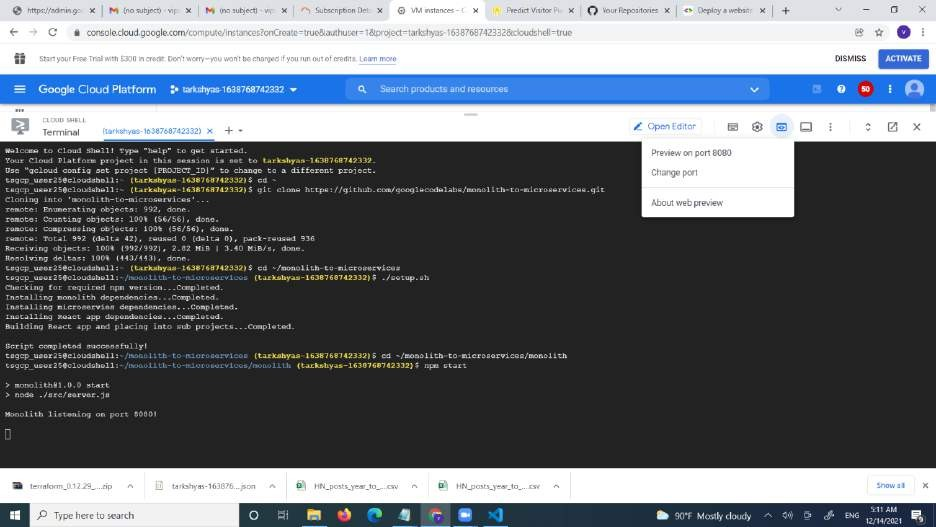 https://admin.go
(no subject) - vip
(no subject) - vip
Subscription Det
VM instances – C
Predict Visitor Pu
Your Repositories
Deploy a website
console.cloud.google.com/compute/instances?onCreate=true&authuser=1&project=tarkshyas-1638768742332&cloudshell=true
V
Start your Free Trial with $300 in credit. Don't worry—you won't be charged if you run out of credits. Learn more
DISMISS
ACTIVATE
Google Cloud Platform
tarkshyas-1638768742332
Search products and resources
50
CLOUD SHELL
Terminal
(tarkshyas-1638768742332)
Open Editor
Preview on port 8080
Change port
About web preview
Welcome to Cloud Shell! Type "help" to get started.
Your Cloud Platform project in this session is set to tarkshyas-1638768742332.
Use "gcloud config set project [PROJECT_ID]" to change to a different project.
tsgcp_user25@cloudshell:~ (tarkshyas-1638768742332)$ cd ~
tsgcp_user25@cloudshell:~ (tarkshyas-1638768742332)$ git clone https://github.com/googlecodelabs/monolith-to-microservices.git
Cloning into 'monolith-to-microservices'...
remote: Enumerating objects: 992, done.
remote: Counting objects: 100% (56/56), done.
remote: Compressing objects: 100% (56/56), done.
remote: Total 992 (delta 42), reused 0 (delta 0), pack-reused 936
Receiving objects: 100% (992/992), 2.82 MiB | 3.40 MiB/s, done.
Resolving deltas: 100% (443/443), done.
tsgcp_user25@cloudshell:~ (tarkshyas-1638768742332)$ cd ~/monolith-to-microservices
tsgcp_user25@cloudshell:~/monolith-to-microservices (tarkshyas-1638768742332)$ ./setup.sh
Checking for required npm version...Completed.
Installing monolith dependencies...Completed.
Installing microservies dependencies...Completed.
Installing React app dependencies...Completed.
Building React app and placing into sub projects...Completed.
Script completed successfully!
tsgcp_user25@cloudshell:~/monolith-to-microservices (tarkshyas-1638768742332)$ cd ~/monolith-to-microservices/monolith
tsgcp_user25@cloudshell:~/monolith-to-microservices/monolith (tarkshyas-1638768742332)$ npm start
> monolith@1.0.0 start
> node ./src/server.js
Monolith listening on port 8080!
terraform_0.12.29_....zip
tarkshyas-16376....json
HN_posts_year_to_....csv
HN_posts_year_to_....csv
Show all
Type here to search
90°F Mostly cloudy
ENG
5:11 AM
12/14/2021
9